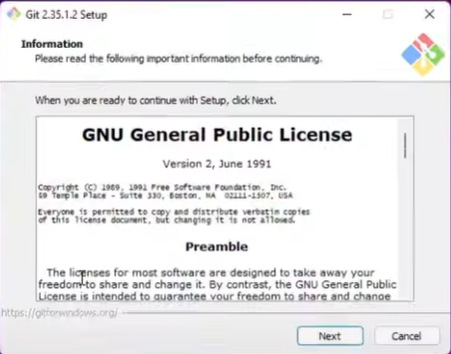 Git 2.35.1.2 Setup
Information
Please read the following important information before continuing.
When you are ready to continue with Setup, click Next.
GNU General Public License
Version 2, June 1991
Copyright (C) 1989, 1991 Free Software Foundation, Inc.
59 Temple Place - Suite 330, Boston, MA 02111-1307, USA
Everyone is permitted to copy and distribute verbatim copies
of this license document, but changing it is not allowed.
Preamble
The licenses for most software are designed to take away your
freedom to share and change it. By contrast, the GNU General Public
License is intended to guarantee your freedom to share and change
https://gitforwindows.org/
Next
Cancel